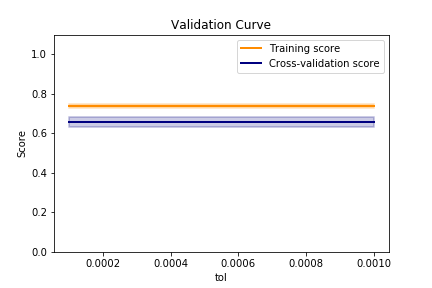 Validation Curve
Training score
Cross-validation score
1.0
0.8
0.6
0.4
0.2
0.0
Score
0.0002 0.0004 0.0006 0.0008 0.0010
tol